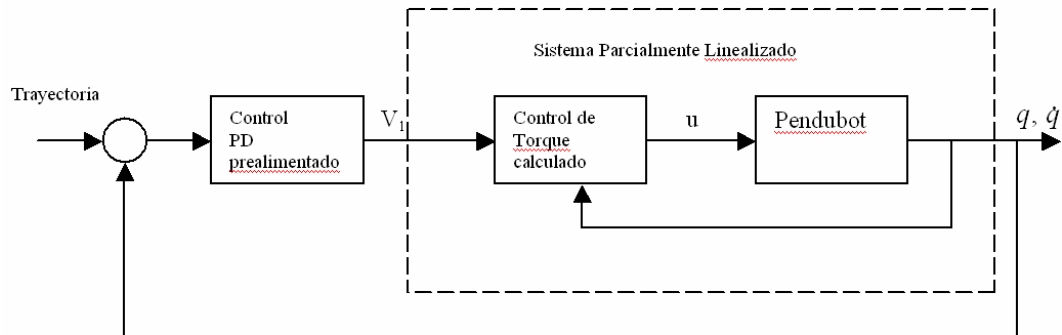 Sistema Parcialmente Linealizado
Trayectoria
Control
PD
prealimentado
V₁
Control de
Torque
calculado
u
Pendubot
q, q̇